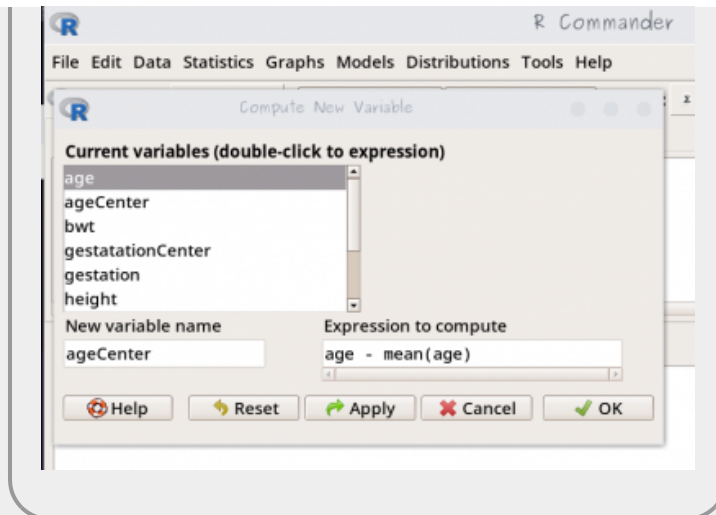 R Commander
File Edit Data Statistics Graphs Models Distributions Tools Help
Compute New Variable
Current variables (double-click to expression)
age
ageCenter
bwt
gestatationCenter
gestation
height
New variable name
Expression to compute
ageCenter
age - mean(age)
Help Reset Apply Cancel OK